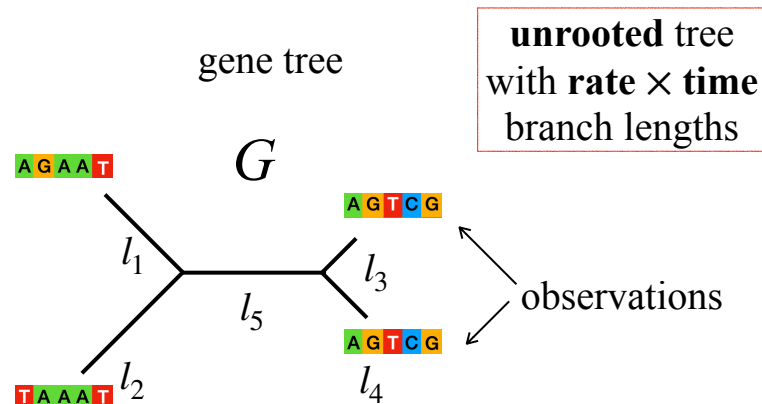 gene tree
unrooted tree
with rate × time
branch lengths
G
AGAAT
AGTCG
l1
l3
l5
observations
AGTCG
l2
l4
TAAAT